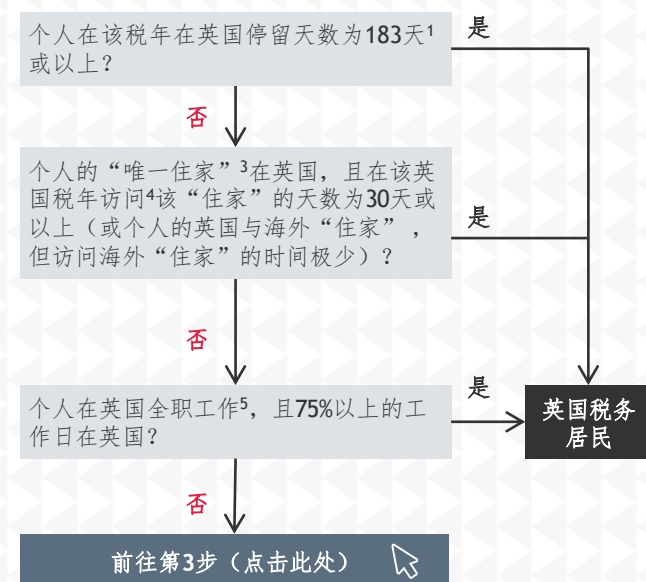 个人在该税年在英国停留天数为183天¹
或以上？
是
否
个人的“唯一住家”³在英国，且在该英
国税年访问⁴该“住家”的天数为30天或
以上（或个人的英国与海外“住家”，
但访问海外“住家”的时间极少）？
是
否
个人在英国全职工作⁵，且75%以上的工
作日在英国？
是
英国税务
居民
否
前往第3步（点击此处）